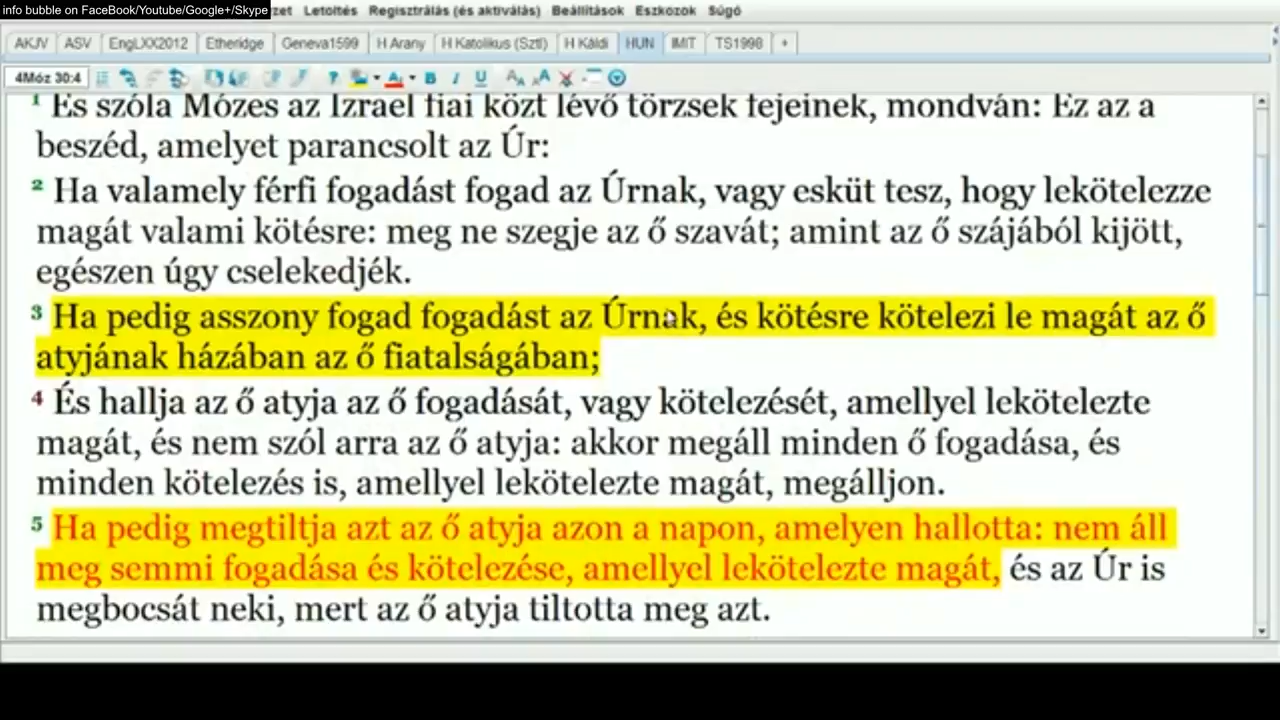 info bubble on FaceBook/Youtube/Google+/Skype
zet Letoltés Regisztrálás (és aktiválás) Beállítások Eszkozok Súgó
AKJV ASV EngLXX2012 Etheridge Geneva1599 H Arany H Katolikus (SztI) H Káldi HUN IMIT TS1998 +
4Móz 30:4 ? A B I U
1 És szóla Mózes az Izráel fiai közt lévő törzsek fejeinek, mondván: Ez az a
beszéd, amelyet parancsolt az Úr:
2 Ha valamely férfi fogadást fogad az Úrnak, vagy esküt tesz, hogy lekötelezze
magát valami kötésre: meg ne szegje az ő szavát; amint az ő szájából kijött,
egészen úgy cselekedjék.
3 Ha pedig asszony fogad fogadást az Úrnak, és kötésre kötelezi le magát az ő
atyjának házában az ő fiatalságában;
4 És hallja az ő atyja az ő fogadását, vagy kötelezését, amellyel lekötelezte
magát, és nem szól arra az ő atyja: akkor megáll minden ő fogadása, és
minden kötelezés is, amellyel lekötelezte magát, megálljon.
5 Ha pedig megtiltja azt az ő atyja azon a napon, amelyen hallotta: nem áll
meg semmi fogadása és kötelezése, amellyel lekötelezte magát, és az Úr is
megbocsát neki, mert az ő atyja tiltotta meg azt.